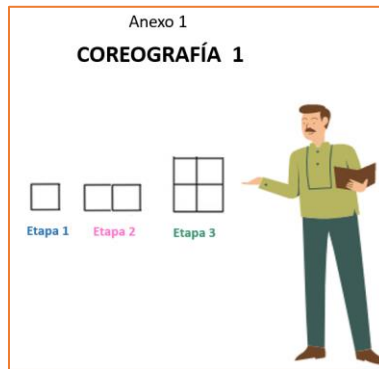 Anexo 1
COREOGRAFÍA 1
Etapa 1 Etapa 2 Etapa 3